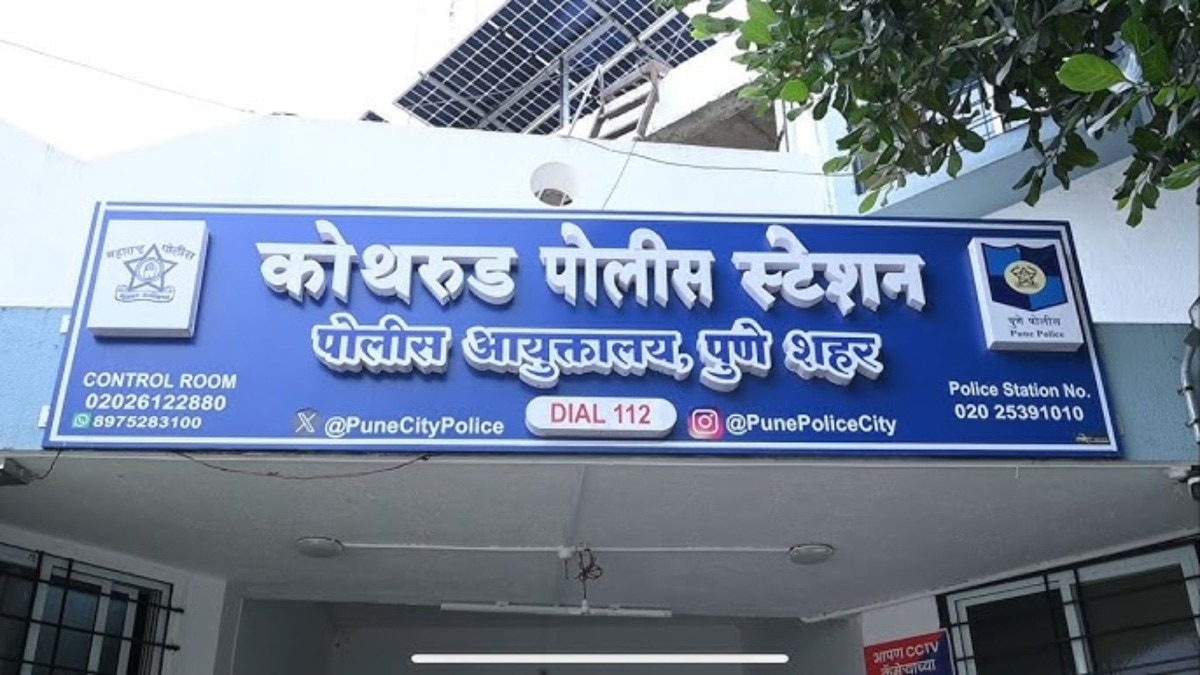 महाराष्ट्र पोलीस
कोथरुड पोलीस स्टेशन
पोलीस आयुक्तालय, पुणे शहर
पुणे पोलीस
Pune Police
CONTROL ROOM
02026122880
8975283100
@PuneCityPolice
DIAL 112
@PunePoliceCity
Police Station No.
020 25391010
आपण CCTV
कॅमेऱ्याच्या